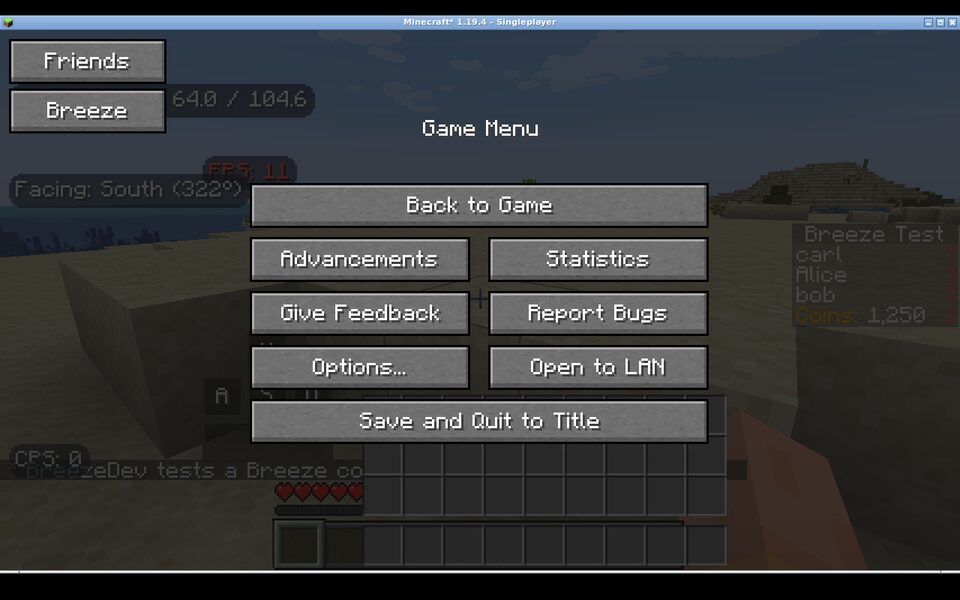 Minecraft* 1.19.4 - Singleplayer
Friends
Breeze
64.0 / 104.6
Game Menu
FPS: 11
Facing: South (322°)
Back to Game
Advancements
Statistics
Breeze Test
carl
Alice
bob
Coins: 1,250
Give Feedback
Report Bugs
Options...
Open to LAN
A
Save and Quit to Title
CPS: 0
BreezeDev tests a Breeze co